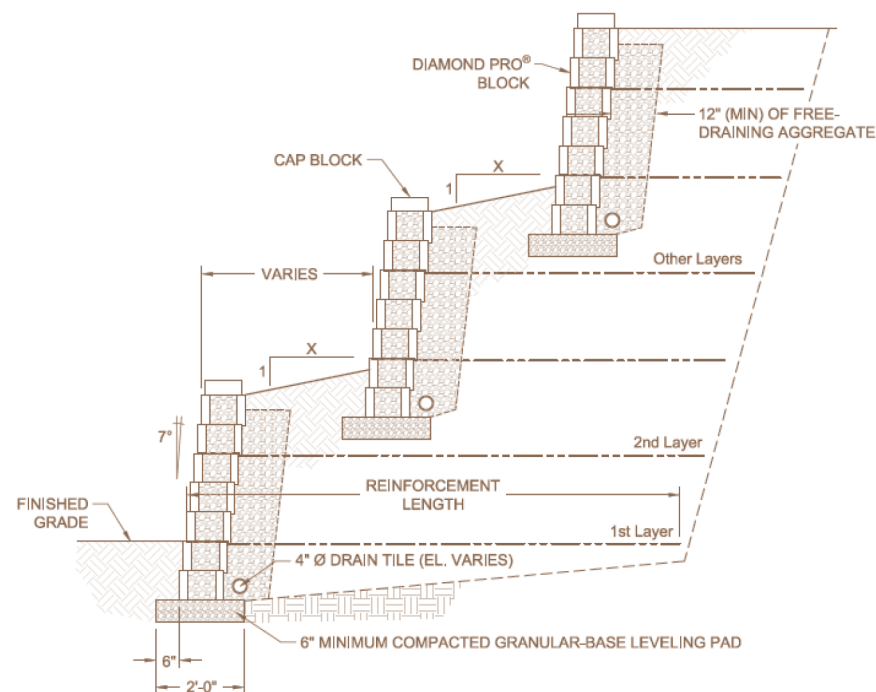 DIAMOND PRO®
BLOCK
12" (MIN) OF FREE-
DRAINING AGGREGATE
CAP BLOCK
X
1
Other Layers
VARIES
X
1
7°
2nd Layer
REINFORCEMENT
LENGTH
FINISHED
GRADE
1st Layer
4" Ø DRAIN TILE (EL. VARIES)
6" MINIMUM COMPACTED GRANULAR-BASE LEVELING PAD
6"
2'-0"